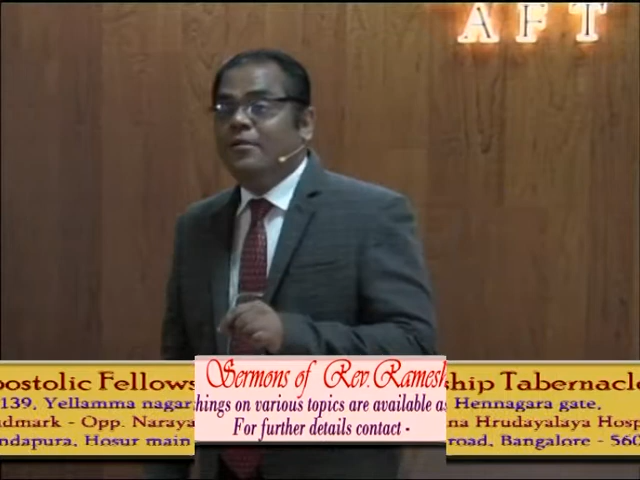 AFT
Sermons of Rev.Ramesh
postolic Fellows
ship Tabernacle
139, Yellamma nagar
hings on various topics are available as
Hennagara gate,
dmark - Opp. Naraya
For further details contact -
na Hrudayalaya Hosp
ndapura, Hosur main
road, Bangalore - 560